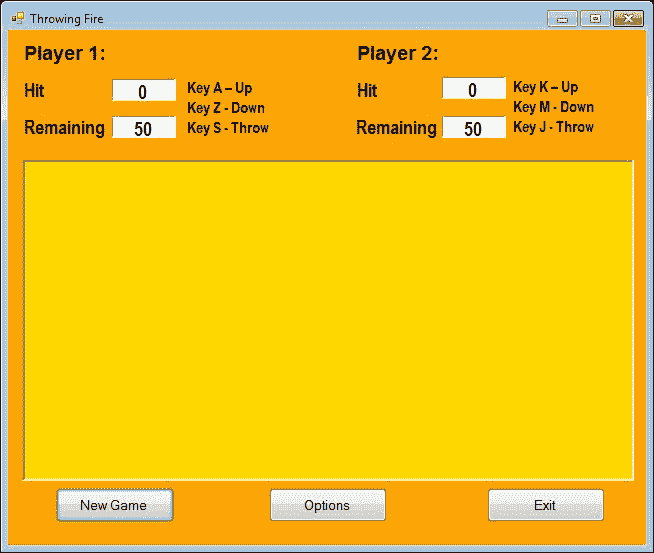 Throwing Fire
Player 1:
Hit 0
Remaining 50
Key A – Up
Key Z - Down
Key S - Throw
Player 2:
Hit 0
Remaining 50
Key K – Up
Key M - Down
Key J - Throw
New Game
Options
Exit